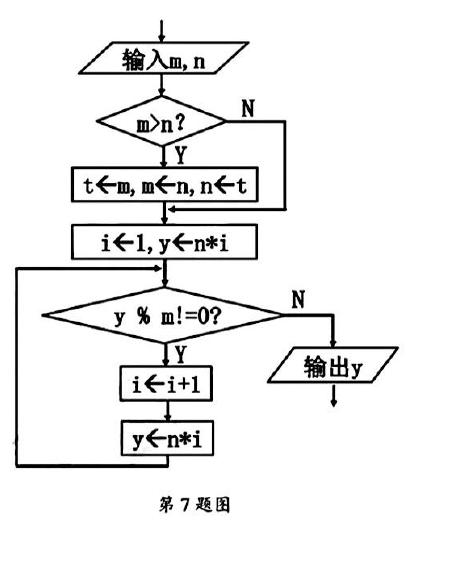 输入m,n
m>n?
N
Y
t←m,m←n,n←t
i←1,y←n*i
y % m!=0?
N
Y
输出y
i←i+1
y←n*i
第7题图